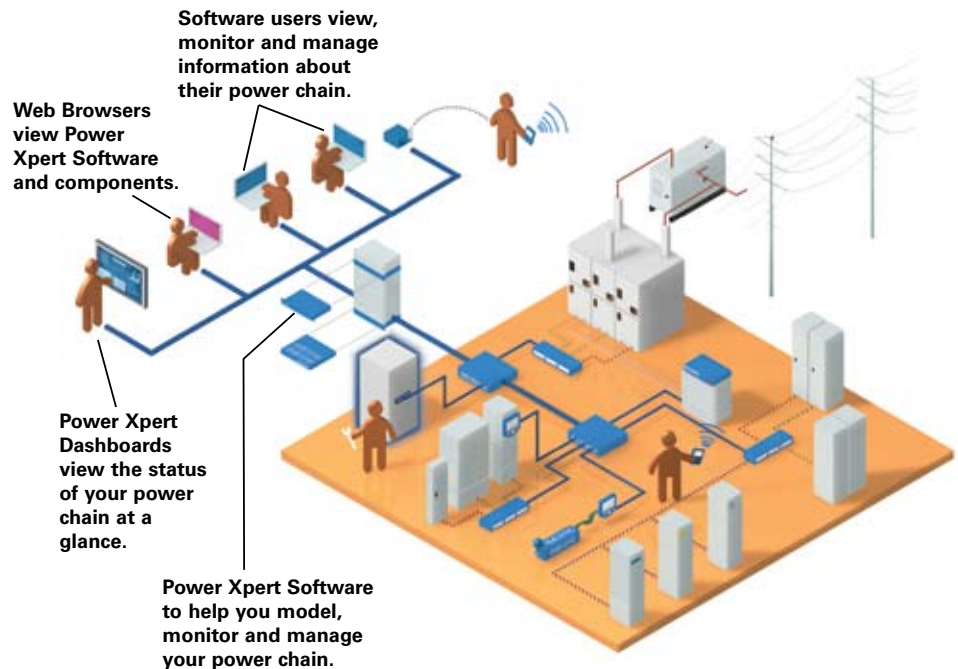 Software users view,
monitor and manage
information about
their power chain.
Web Browsers
view Power
Xpert Software
and components.
Power Xpert
Dashboards
view the status
of your power
chain at a
glance.
Power Xpert Software
to help you model,
monitor and manage
your power chain.